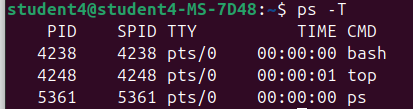 student4@student4-MS-7D48:~$ ps -T
    PID    SPID TTY          TIME CMD
   4238    4238 pts/0    00:00:00 bash
   4248    4248 pts/0    00:00:01 top
   5361    5361 pts/0    00:00:00 ps